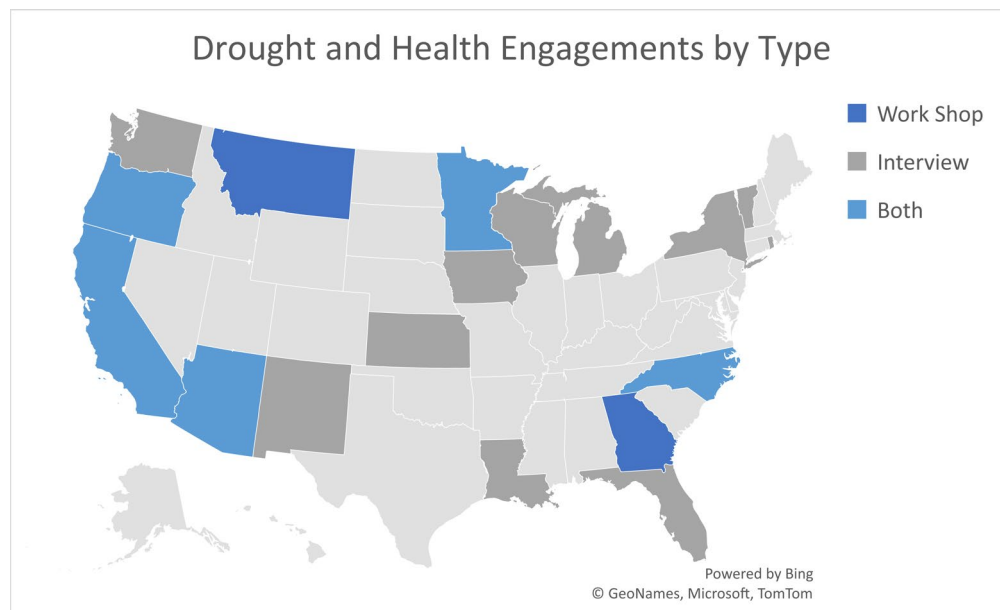 Drought and Health Engagements by Type
Work Shop
Interview
Both
Powered by Bing
© GeoNames, Microsoft, TomTom